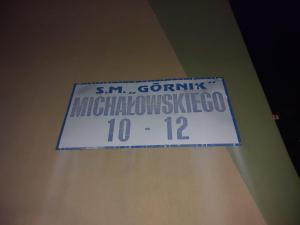 S.M. „GÓRNIK"
MICHAŁOWSKIEGO
10 - 12